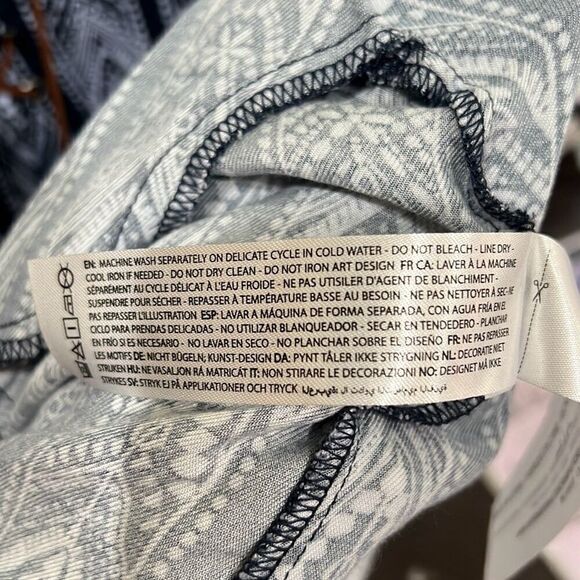 EN: MACHINE WASH SEPARATELY ON DELICATE CYCLE IN COLD WATER - DO NOT BLEACH - LINE DRY -
COOL IRON IF NEEDED - DO NOT DRY CLEAN - DO NOT IRON ART DESIGN FR CA: LAVER À LA MACHINE
SÉPARÉMENT AU CYCLE DÉLICAT À L'EAU FROIDE - NE PAS UTISILER D'AGENT DE BLANCHIMENT -
SUSPENDRE POUR SÉCHER - REPASSER À TEMPÉRATURE BASSE AU BESOIN - NE PAS NETTOYER À SEC - NE
PAS REPASSER L'ILLUSTRATION ESP: LAVAR A MÁQUINA DE FORMA SEPARADA, CON AGUA FRÍA EN EL
CICLO PARA PRENDAS DELICADAS - NO UTILIZAR BLANQUEADOR - SECAR EN TENDEDERO - PLANCHAR
EN FRÍO SI ES NECESARIO - NO LAVAR EN SECO - NO PLANCHAR SOBRE EL DISEÑO FR: NE PAS REPASSER
LES MOTIFS DE: NICHT BÜGELN; KUNST-DESIGN DA: PYNT TÅLER IKKE STRYGNING NL: DECORATIE NIET
STRIJKEN HU: NE VASALJON RÁ MATRICÁT IT: NON STIRARE LE DECORAZIONI NO: DESIGNET MÅ IKKE
STRYKES SV: STRYK EJ PÅ APPLIKATIONER OCH TRYCK